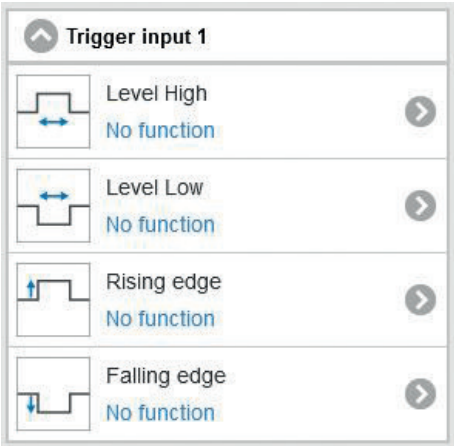 Trigger input 1
Level High
No function
Level Low
No function
Rising edge
No function
Falling edge
No function